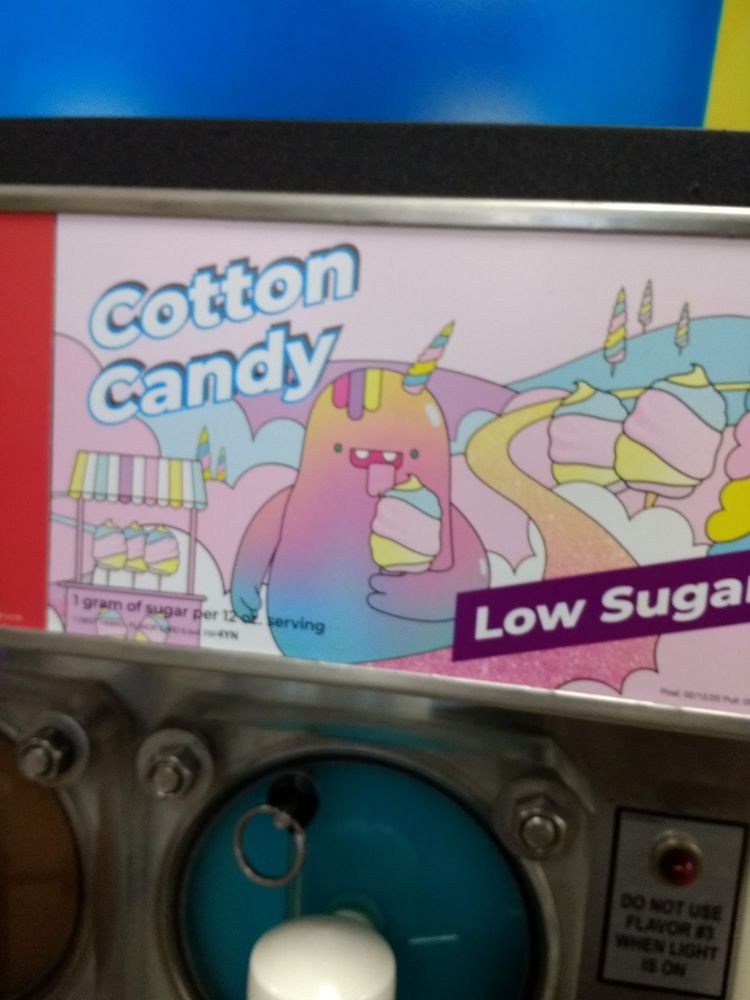 Cotton
Candy
1 gram of sugar per 12 oz. serving
4YN
Low Sugar
DO NOT USE
FLAVOR #3
WHEN LIGHT
IS ON